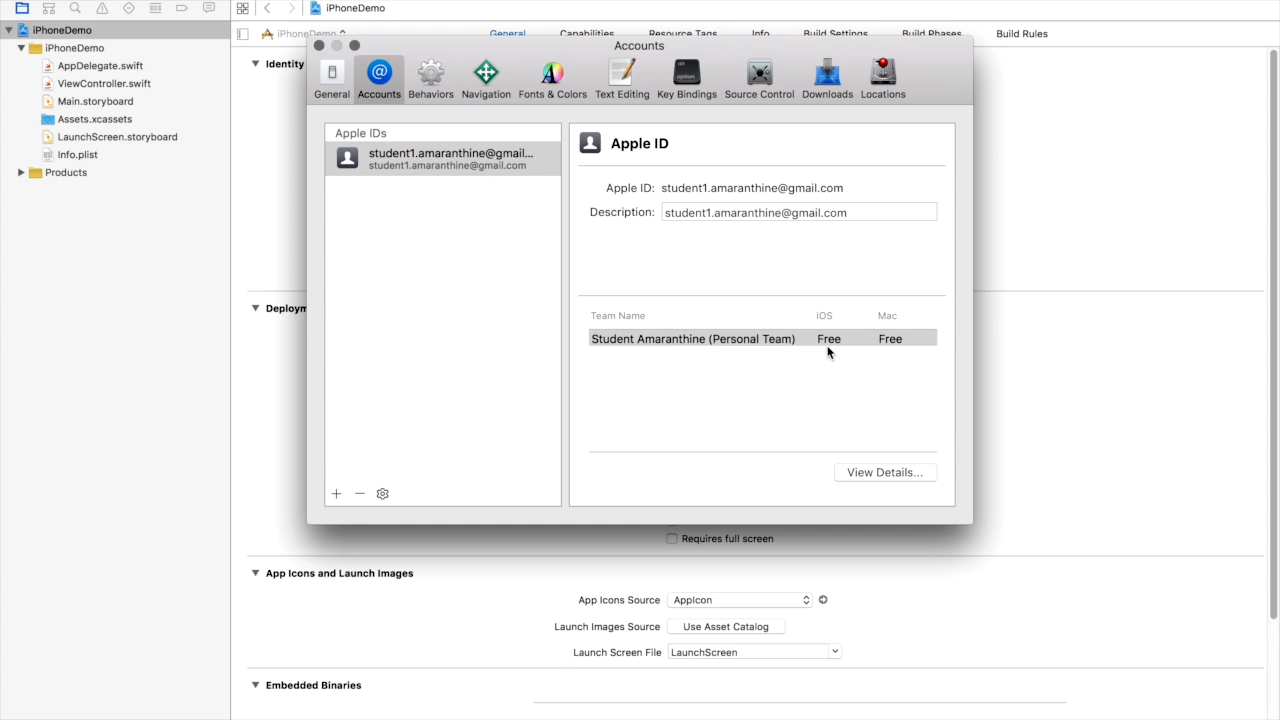 iPhoneDemo
iPhoneDemo
iPhoneDemo
AppDelegate.swift
ViewController.swift
Main.storyboard
Assets.xcassets
LaunchScreen.storyboard
Info.plist
Products
iPhoneDemo
General
Capabilities
Resource Tags
Info
Build Settings
Build Phases
Build Rules
Identity
Accounts
General
Accounts
Behaviors
Navigation
Fonts & Colors
Text Editing
option
Key Bindings
Source Control
Downloads
Locations
Apple IDs
student1.amaranthine@gmail...
student1.amaranthine@gmail.com
Apple ID
Apple ID: student1.amaranthine@gmail.com
Description: student1.amaranthine@gmail.com
Team Name iOS Mac
Student Amaranthine (Personal Team) Free Free
View Details...
Deploym
Requires full screen
App Icons and Launch Images
App Icons Source AppIcon
Launch Images Source Use Asset Catalog
Launch Screen File LaunchScreen
Embedded Binaries